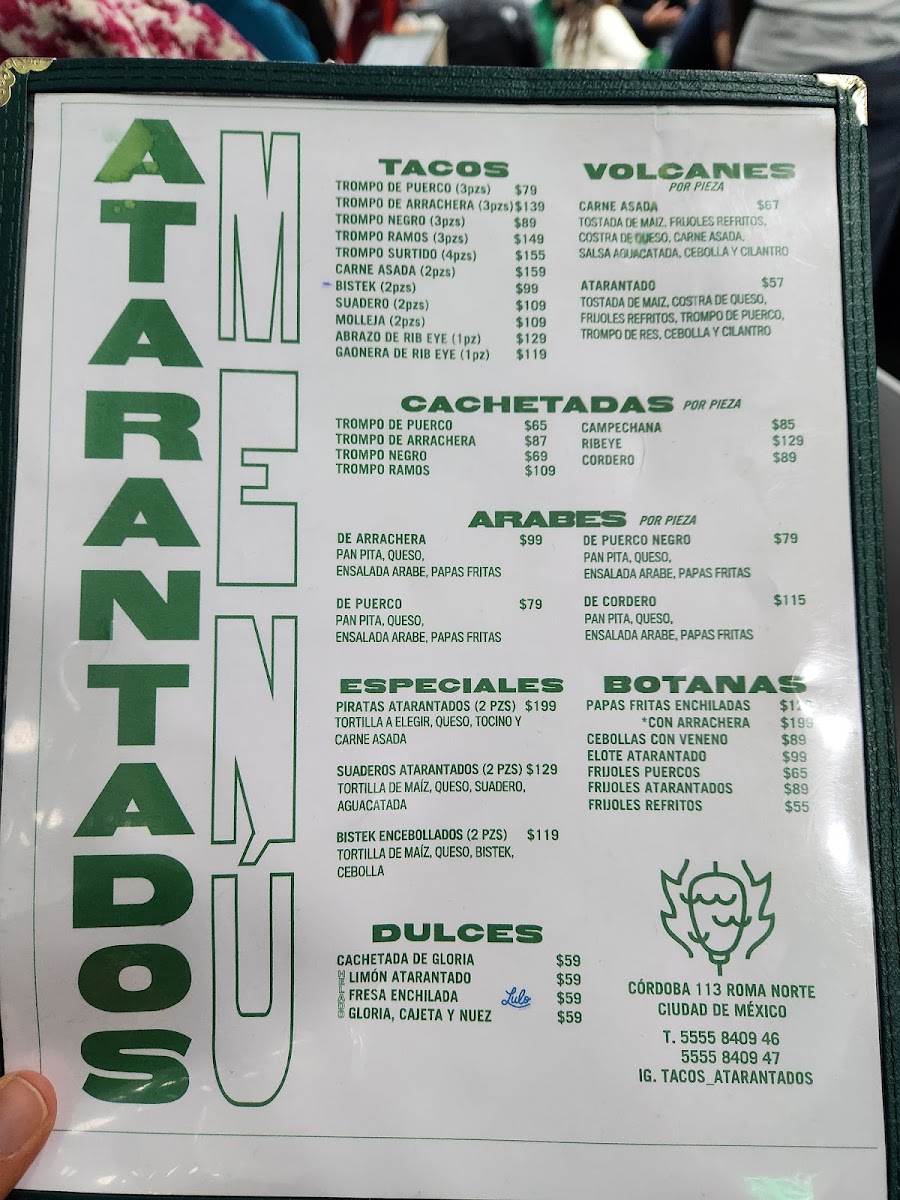 ATARANTADOS
MENÚ
TACOS
TROMPO DE PUERCO (3pzs) $79
TROMPO DE ARRACHERA (3pzs) $139
TROMPO NEGRO (3pzs) $89
TROMPO RAMOS (3pzs) $149
TROMPO SURTIDO (4pzs) $155
CARNE ASADA (2pzs) $159
BISTEK (2pzs) $99
SUADERO (2pzs) $109
MOLLEJA (2pzs) $109
ABRAZO DE RIB EYE (1pz) $129
GAONERA DE RIB EYE (1pz) $119
VOLCANES
POR PIEZA
CARNE ASADA $67
TOSTADA DE MAIZ, FRIJOLES REFRITOS,
COSTRA DE QUESO, CARNE ASADA,
SALSA AGUACATADA, CEBOLLA Y CILANTRO
ATARANTADO $57
TOSTADA DE MAIZ, COSTRA DE QUESO,
FRIJOLES REFRITOS, TROMPO DE PUERCO,
TROMPO DE RES, CEBOLLA Y CILANTRO
CACHETADAS POR PIEZA
TROMPO DE PUERCO $65
TROMPO DE ARRACHERA $87
TROMPO NEGRO $69
TROMPO RAMOS $109
CAMPECHANA $85
RIBEYE $129
CORDERO $89
ARABES POR PIEZA
DE ARRACHERA $99
PAN PITA, QUESO,
ENSALADA ARABE, PAPAS FRITAS
DE PUERCO $79
PAN PITA, QUESO,
ENSALADA ARABE, PAPAS FRITAS
DE PUERCO NEGRO $79
PAN PITA, QUESO,
ENSALADA ARABE, PAPAS FRITAS
DE CORDERO $115
PAN PITA, QUESO,
ENSALADA ARABE, PAPAS FRITAS
ESPECIALES
PIRATAS ATARANTADOS (2 PZS) $199
TORTILLA A ELEGIR, QUESO, TOCINO Y
CARNE ASADA
SUADEROS ATARANTADOS (2 PZS) $129
TORTILLA DE MAÍZ, QUESO, SUADERO,
AGUACATADA
BISTEK ENCEBOLLADOS (2 PZS) $119
TORTILLA DE MAÍZ, QUESO, BISTEK,
CEBOLLA
BOTANAS
PAPAS FRITAS ENCHILADAS
*CON ARRACHERA $199
CEBOLLAS CON VENENO $89
ELOTE ATARANTADO $99
FRIJOLES PUERCOS $65
FRIJOLES ATARANTADOS $89
FRIJOLES REFRITOS $55
DULCES
CACHETADA DE GLORIA $59
LIMÓN ATARANTADO $59
FRESA ENCHILADA Lulo $59
GLORIA, CAJETA Y NUEZ $59
CÓRDOBA 113 ROMA NORTE
CIUDAD DE MÉXICO
T. 5555 8409 46
5555 8409 47
IG. TACOS_ATARANTADOS